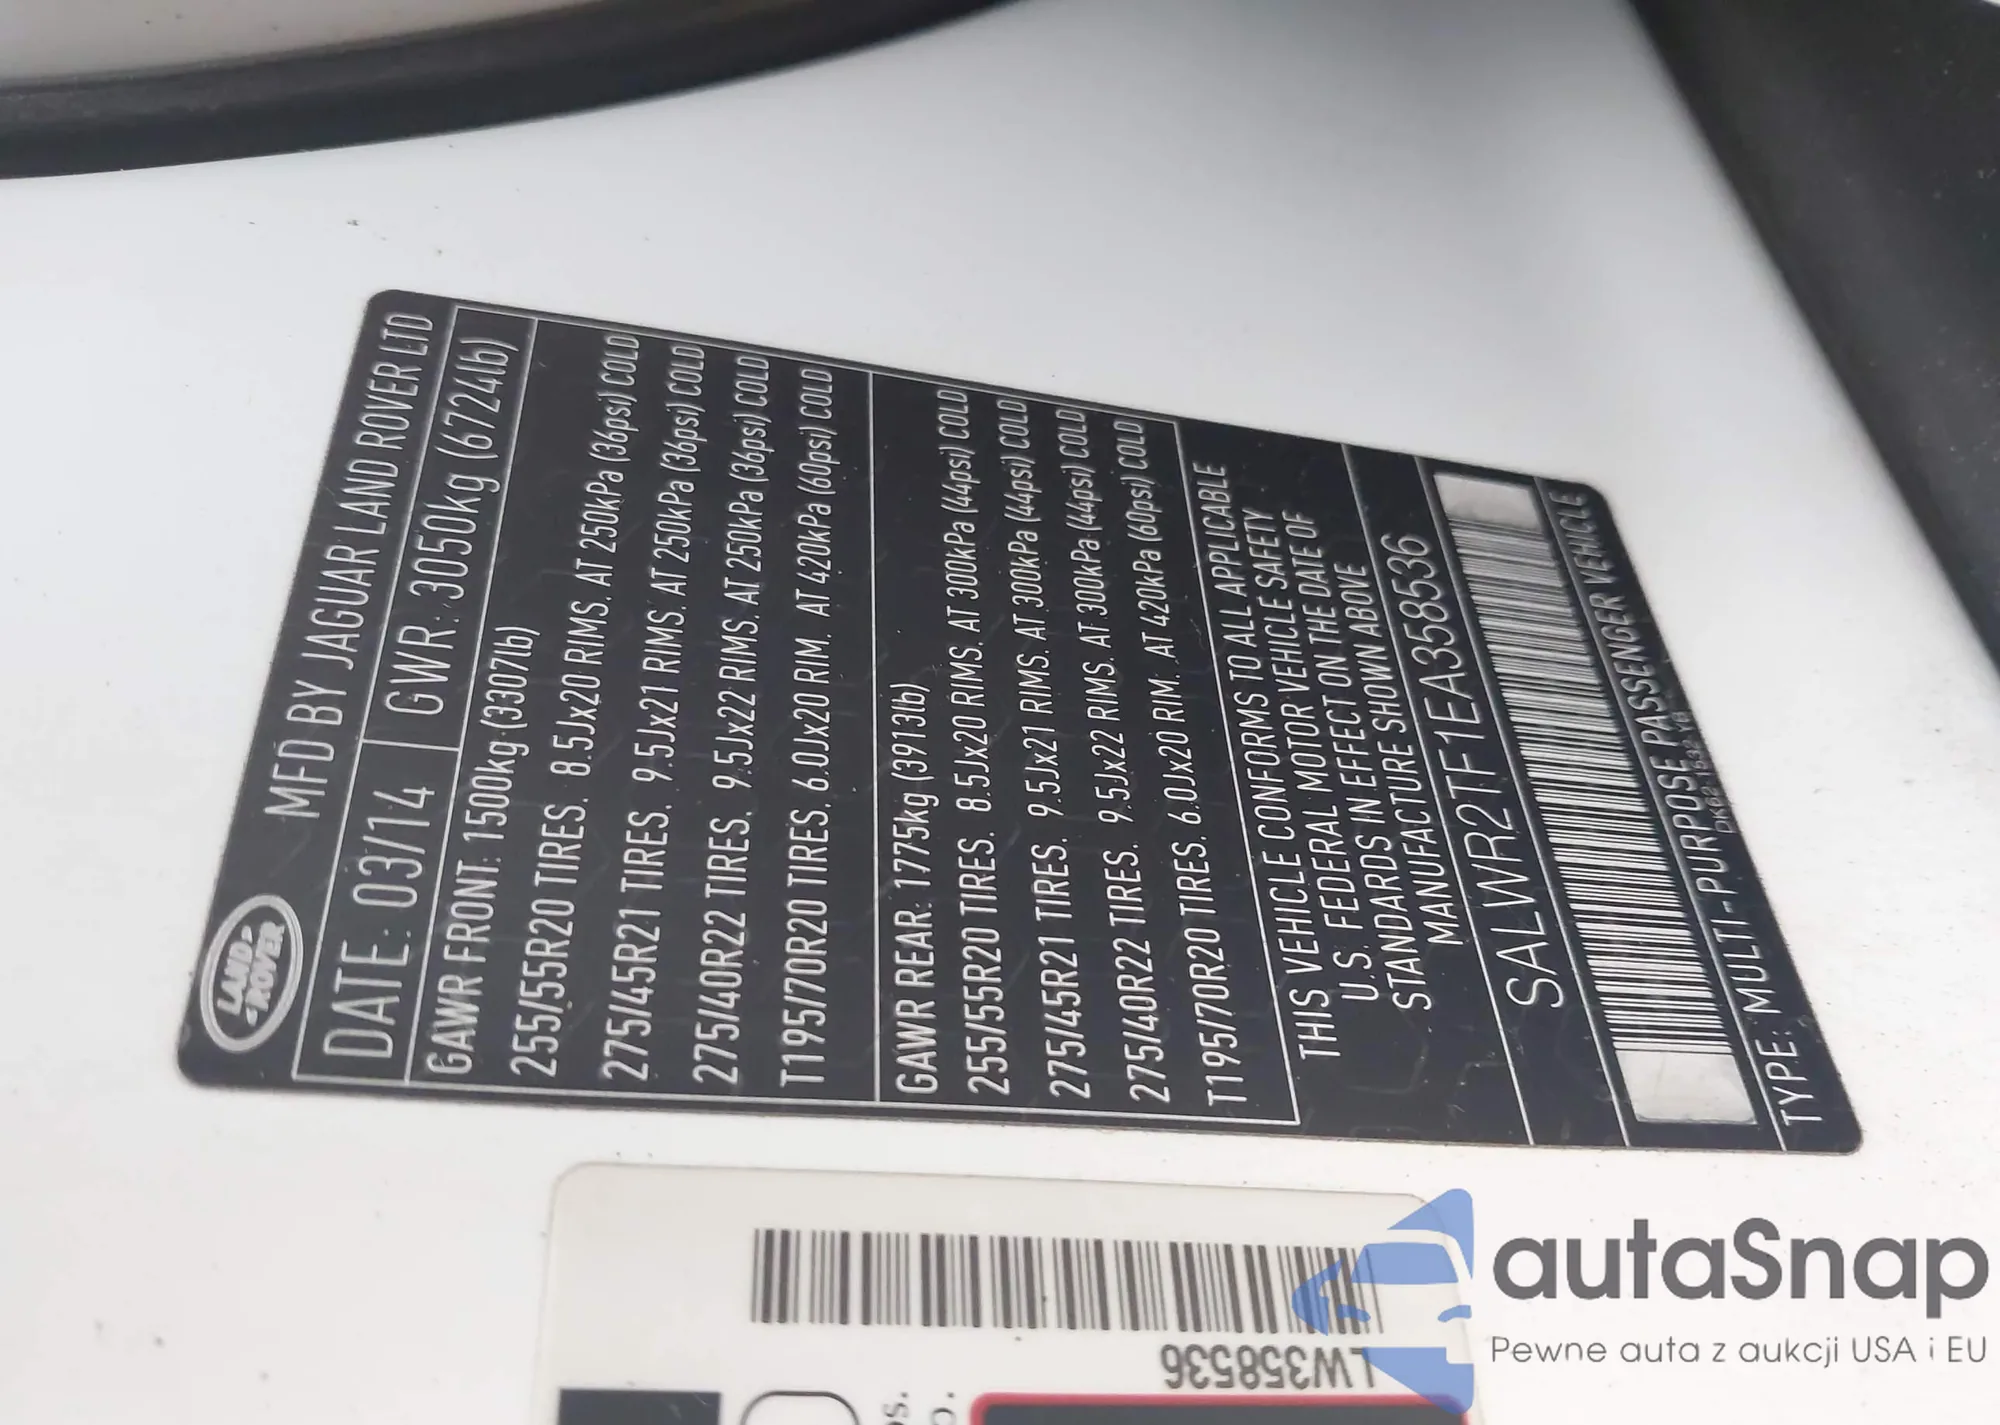 LAND
ROVER
MFD BY JAGUAR LAND ROVER LTD
DATE: 03/14 GWR: 3050kg (6724lb)
GAWR FRONT: 1500kg (3307lb)
255/55R20 TIRES. 8.5Jx20 RIMS. AT 250kPa (36psi) COLD
275/45R21 TIRES. 9.5Jx21 RIMS. AT 250kPa (36psi) COLD
275/40R22 TIRES. 9.5Jx22 RIMS. AT 250kPa (36psi) COLD
T195/70R20 TIRES. 6.0Jx20 RIM. AT 420kPa (60psi) COLD
GAWR REAR: 1775kg (3913lb)
255/55R20 TIRES. 8.5Jx20 RIMS. AT 300kPa (44psi) COLD
275/45R21 TIRES. 9.5Jx21 RIMS. AT 300kPa (44psi) COLD
275/40R22 TIRES. 9.5Jx22 RIMS. AT 300kPa (44psi) COLD
T195/70R20 TIRES. 6.0Jx20 RIM. AT 420kPa (60psi) COLD
THIS VEHICLE CONFORMS TO ALL APPLICABLE
U.S. FEDERAL MOTOR VEHICLE SAFETY
STANDARDS IN EFFECT ON THE DATE OF
MANUFACTURE SHOWN ABOVE
SALWR2TF1EA358536
TYPE: MULTI-PURPOSE PASSENGER VEHICLE
LW358536
autaSnap
Pewne auta z aukcji USA i EU